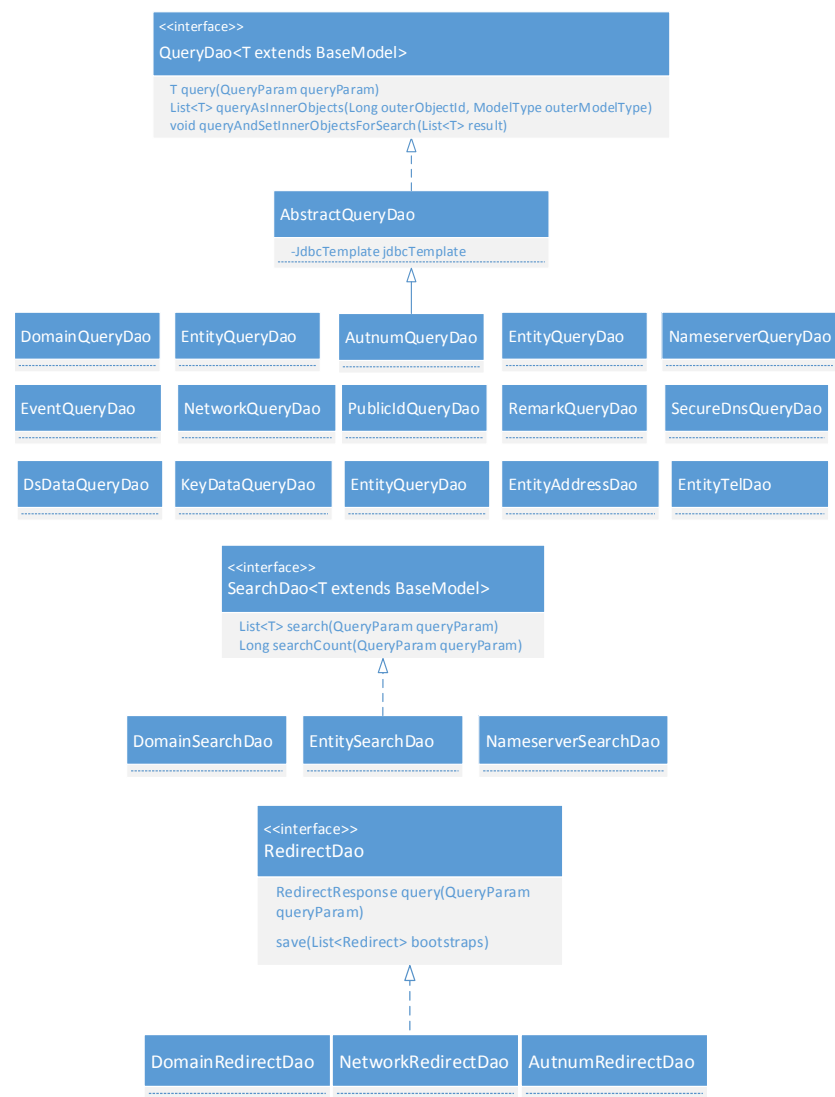 <<interface>>
QueryDao<T extends BaseModel>
T query(QueryParam queryParam)
List<T> queryAsInnerObjects(Long outerObjectId, ModelType outerModelType)
void queryAndSetInnerObjectsForSearch(List<T> result)
AbstractQueryDao
-JdbcTemplate jdbcTemplate
DomainQueryDao
EntityQueryDao
AutnumQueryDao
EntityQueryDao
NameserverQueryDao
EventQueryDao
NetworkQueryDao
PublicIdQueryDao
RemarkQueryDao
SecureDnsQueryDao
DsDataQueryDao
KeyDataQueryDao
EntityQueryDao
EntityAddressDao
EntityTelDao
<<interface>>
SearchDao<T extends BaseModel>
List<T> search(QueryParam queryParam)
Long searchCount(QueryParam queryParam)
DomainSearchDao
EntitySearchDao
NameserverSearchDao
<<interface>>
RedirectDao
RedirectResponse query(QueryParam
queryParam)
save(List<Redirect> bootstraps)
DomainRedirectDao
NetworkRedirectDao
AutnumRedirectDao